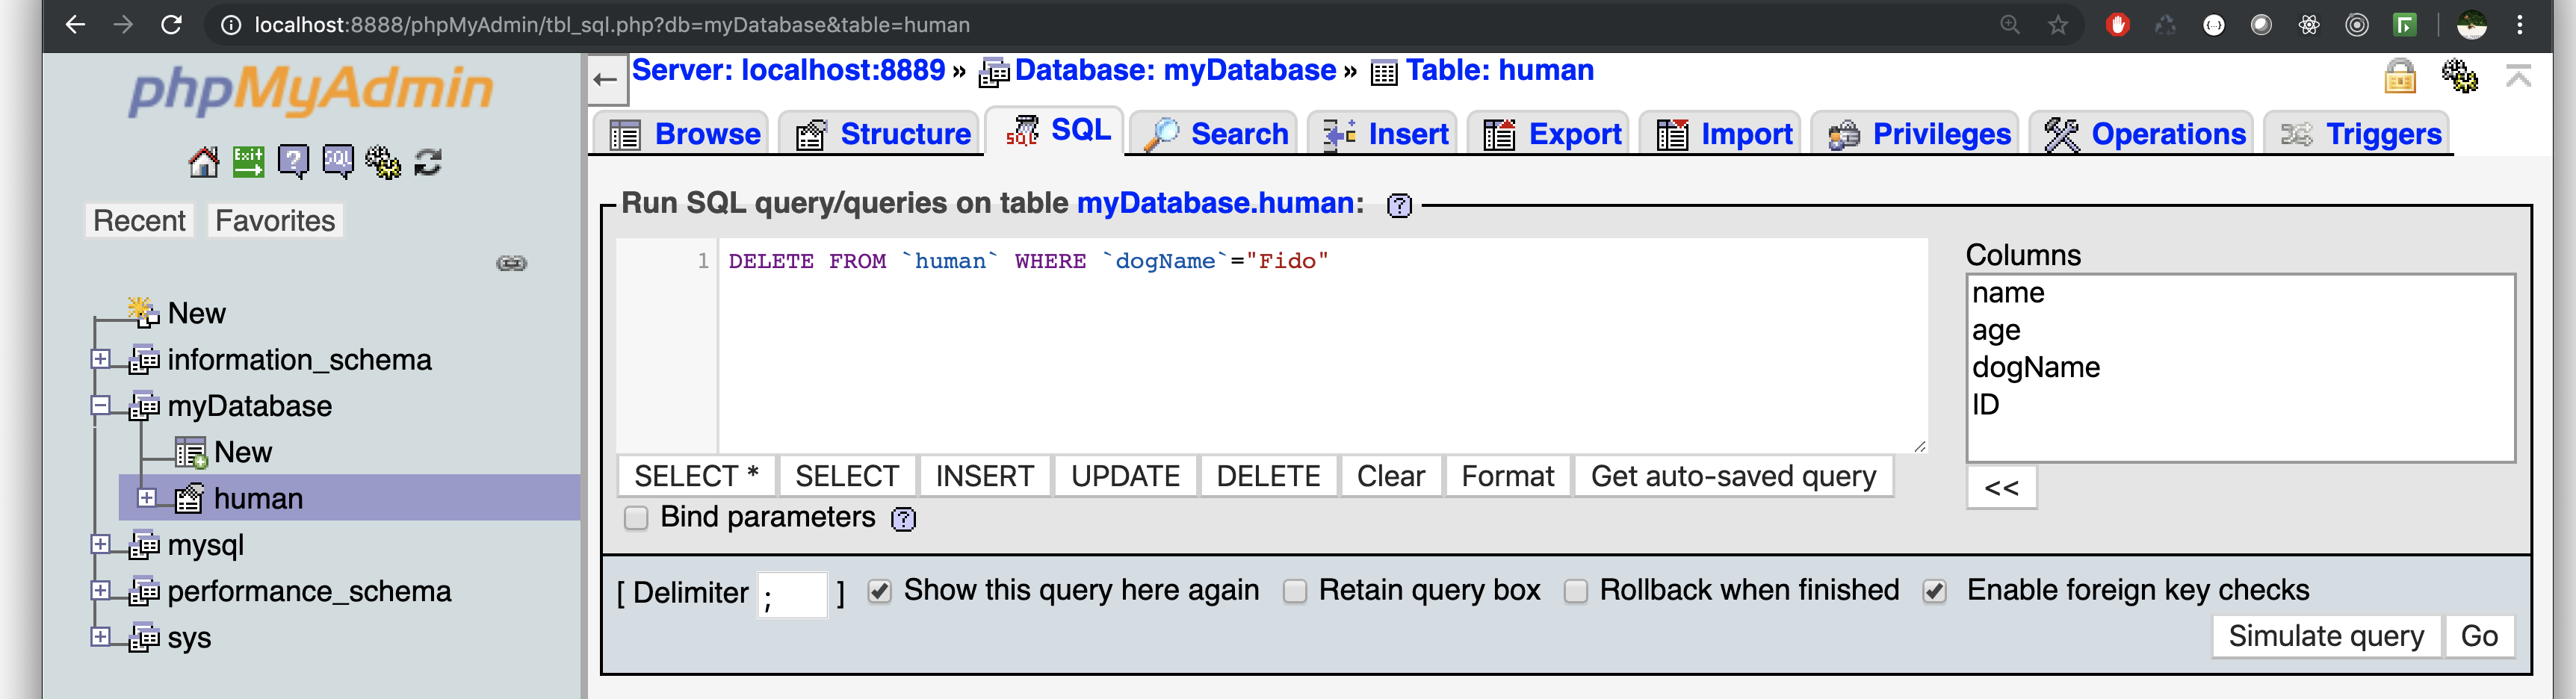 localhost:8888/phpMyAdmin/tbl_sql.php?db=myDatabase&table=human
phpMyAdmin
Exit
? SQL
Recent Favorites
New
information_schema
myDatabase
New
human
mysql
performance_schema
sys
Server: localhost:8889 » Database: myDatabase » Table: human
Browse Structure SQL Search Insert Export Import Privileges Operations Triggers
Run SQL query/queries on table myDatabase.human: ?
1 DELETE FROM `human` WHERE `dogName`="Fido"
Columns
name
age
dogName
ID
SELECT * SELECT INSERT UPDATE DELETE Clear Format Get auto-saved query
<<
Bind parameters ?
[ Delimiter ; ] Show this query here again Retain query box Rollback when finished Enable foreign key checks
Simulate query Go